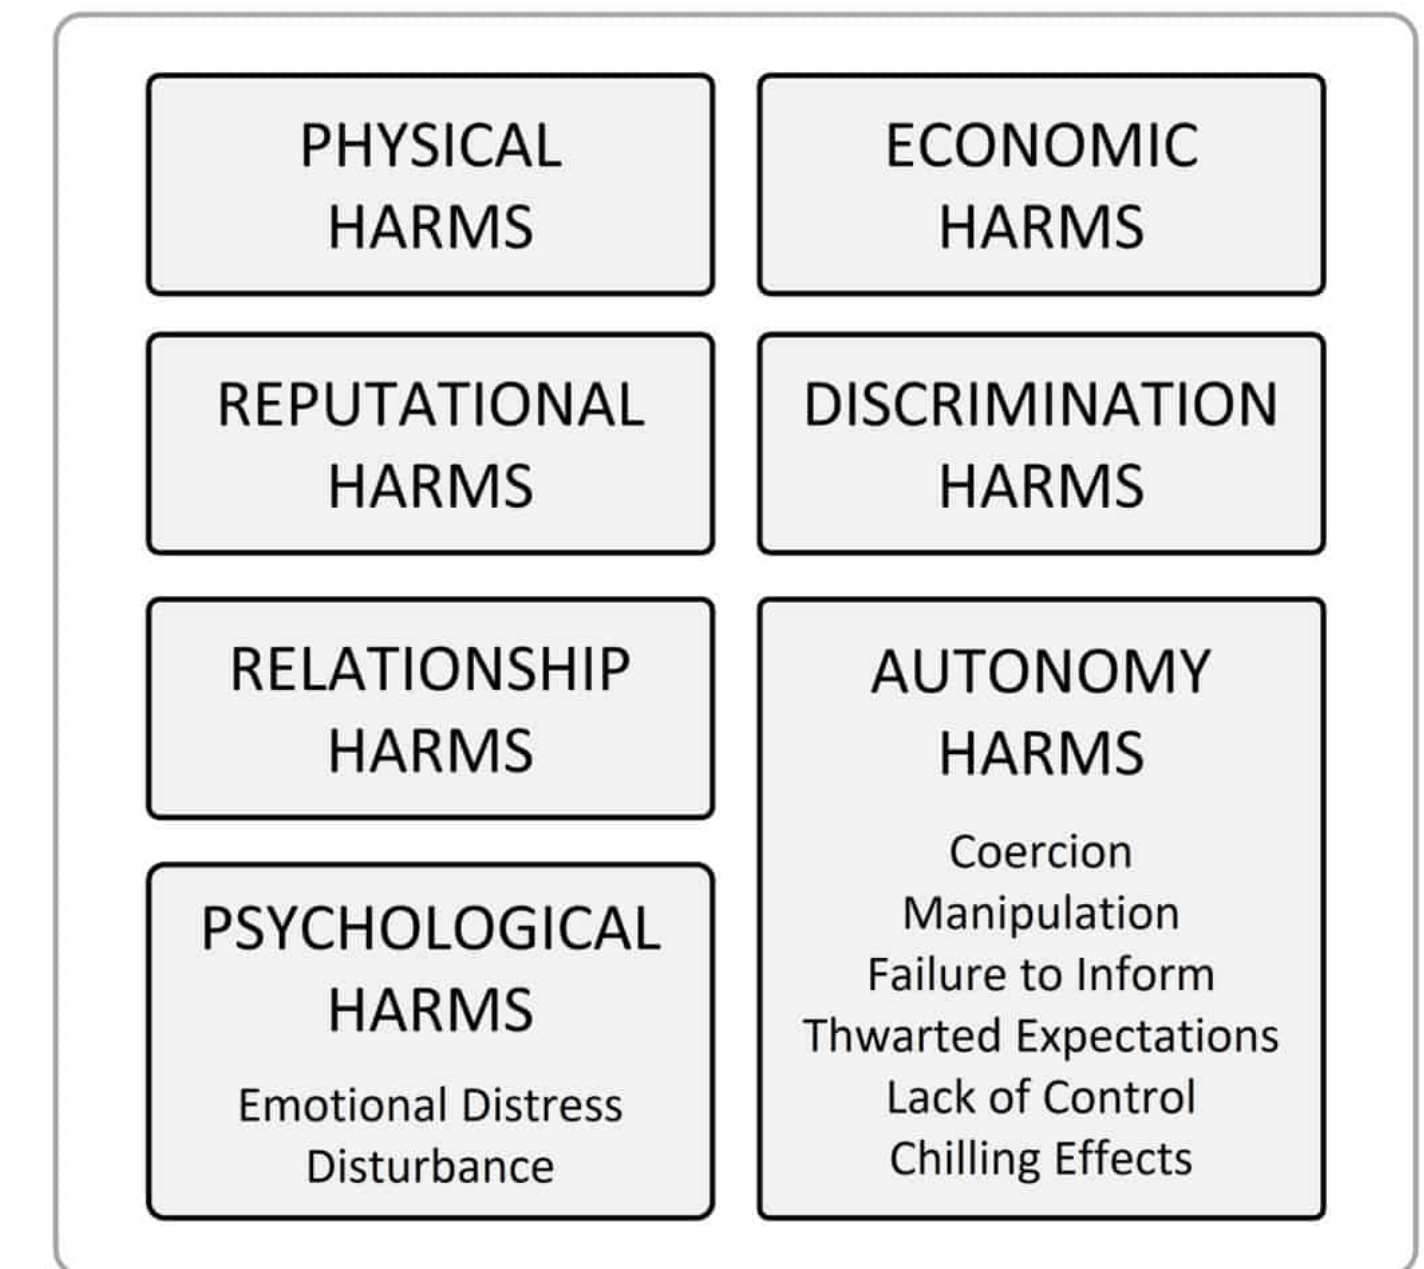 PHYSICAL
HARMS
ECONOMIC
HARMS
REPUTATIONAL
HARMS
DISCRIMINATION
HARMS
RELATIONSHIP
HARMS
AUTONOMY
HARMS
Coercion
Manipulation
Failure to Inform
Thwarted Expectations
Lack of Control
Chilling Effects
PSYCHOLOGICAL
HARMS
Emotional Distress
Disturbance